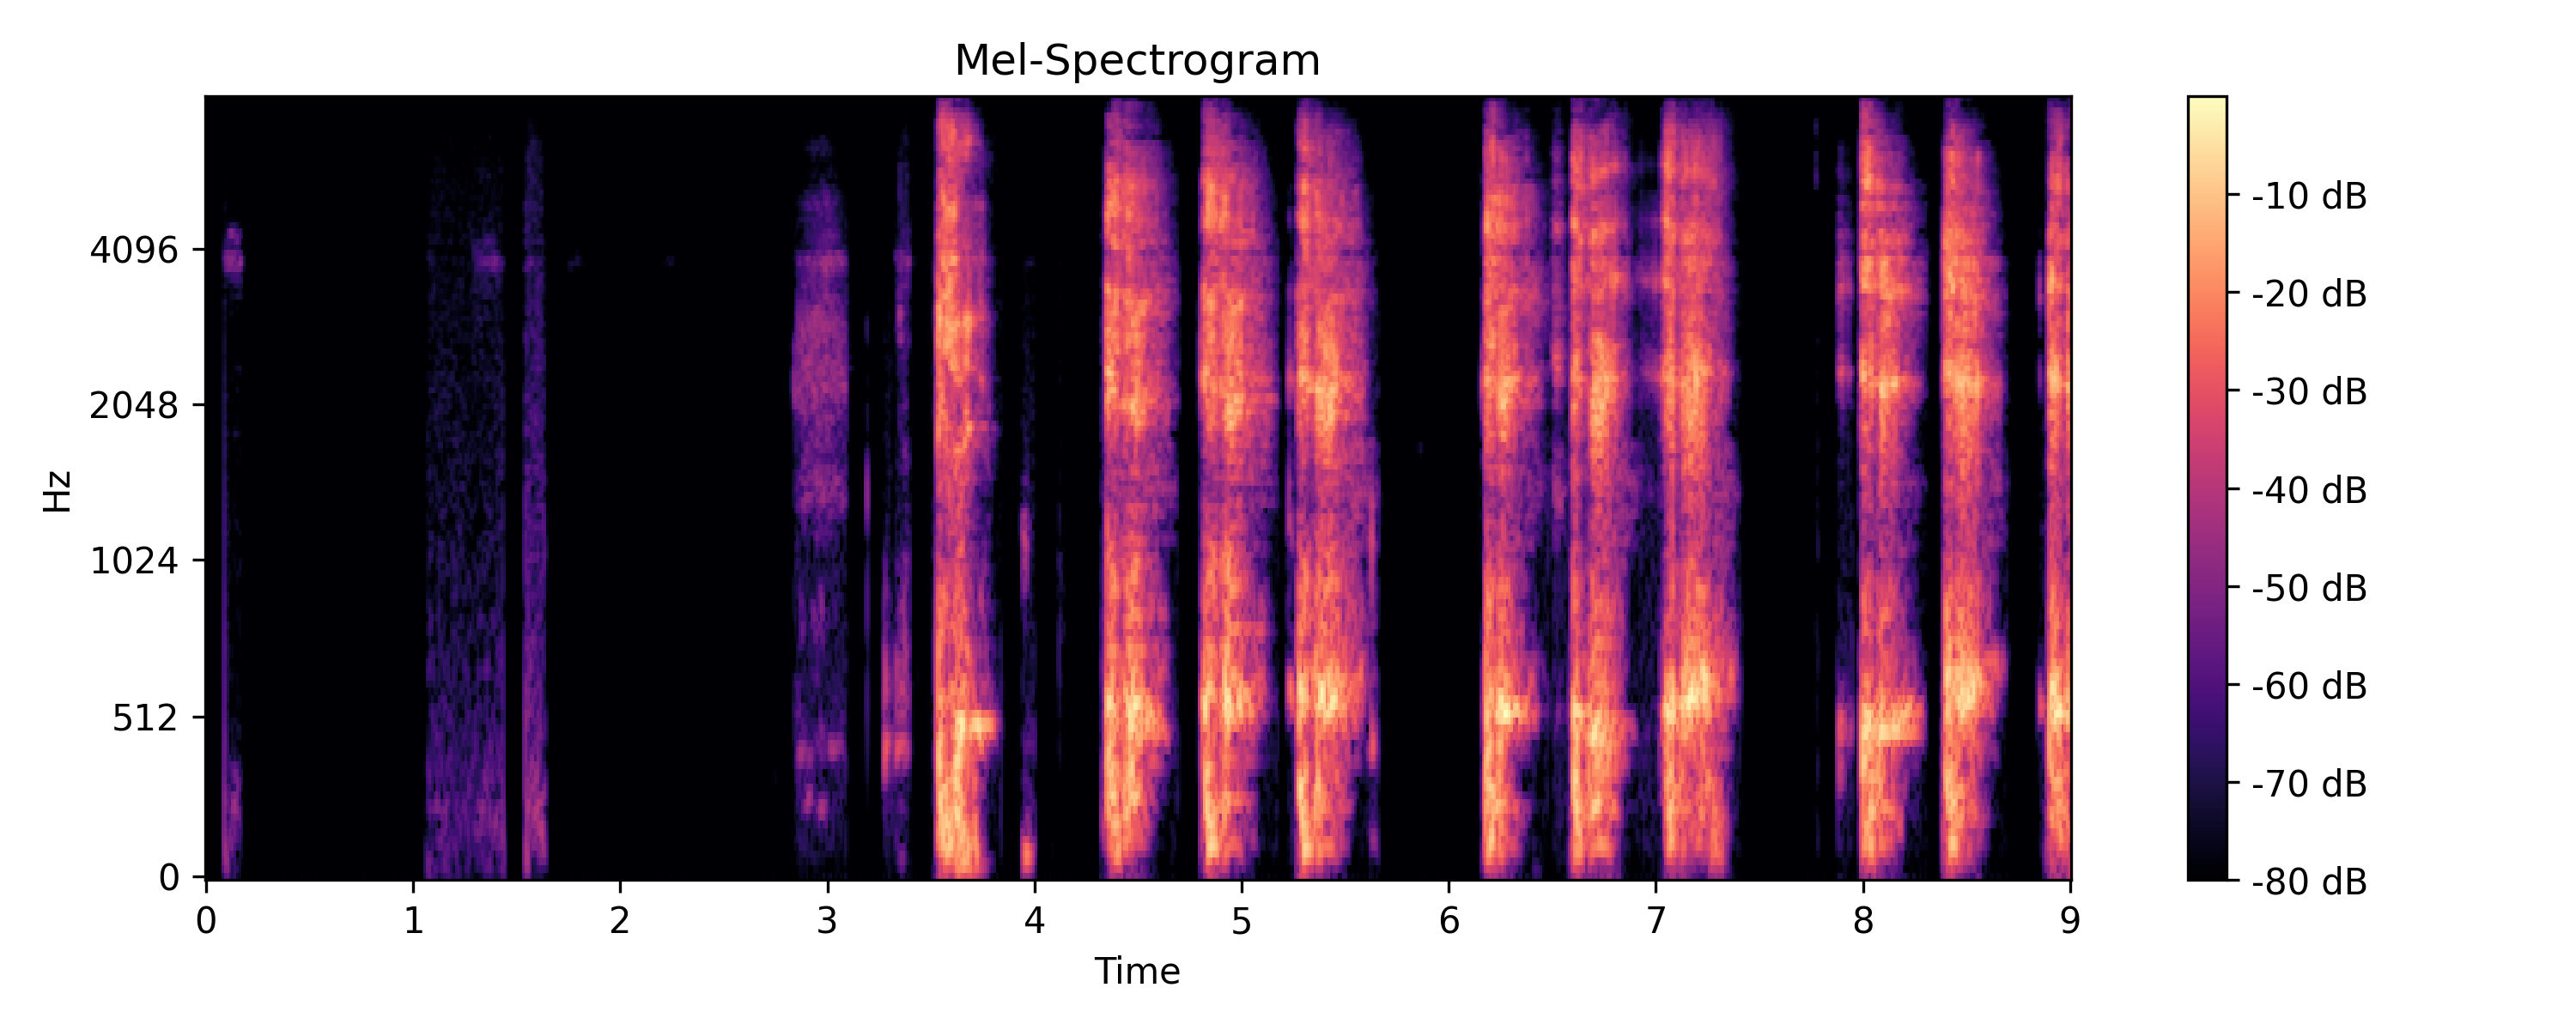 Mel-Spectrogram
Hz
4096
2048
1024
512
0
0 1 2 3 4 5 6 7 8 9
Time
-10 dB
-20 dB
-30 dB
-40 dB
-50 dB
-60 dB
-70 dB
-80 dB